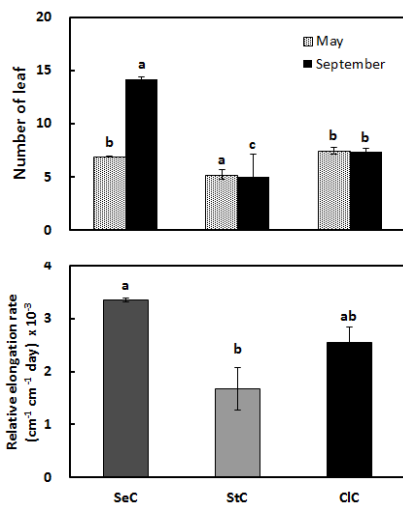 20
15
10
5
0
Number of leaf
May
September
b
a
a
c
b
b
4
3
2
1
0
Relative elongation rate
(cm-1 cm-1 day) x 10-3
a
b
ab
SeC
StC
ClC